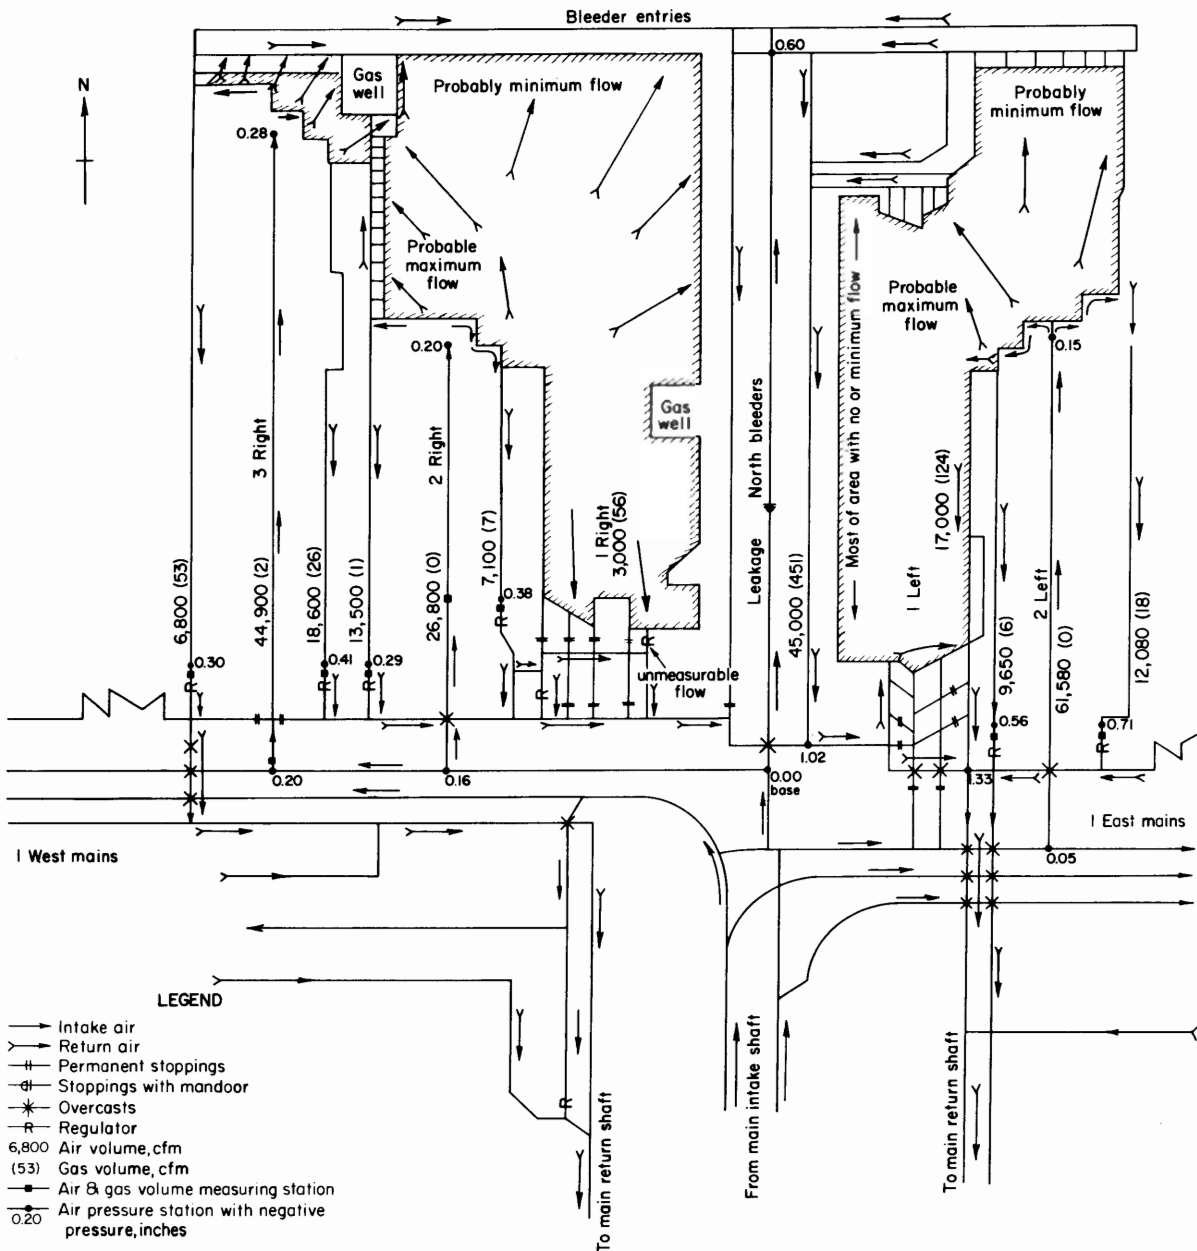 Bleeder entries
N
Gas
well
Probably minimum flow
0.60
Probably
minimum flow
0.28
Probable
maximum
flow
Probable
maximum
flow
0.20
0.15
Gas
well
3 Right
2 Right
1 Right
3,000 (56)
North bleeders
Leakage
Most of area with no or minimum flow
1 Left
17,000 (124)
2 Left
6,800 (53)
44,900 (2)
18,600 (26)
13,500 (1)
26,800 (0)
7,100 (7)
45,000 (451)
9,650 (6)
61,580 (0)
12,080 (18)
0.38
R
0.30
R
0.41
R
0.29
R
R
R
unmeasurable
flow
0.56
R
0.71
R
1.02
0.20
0.16
0.00
base
1.33
0.05
1 West mains
1 East mains
R
To main return shaft
From main intake shaft
To main return shaft
LEGEND
Intake air
Return air
Permanent stoppings
Stoppings with mandoor
Overcasts
R Regulator
6,800 Air volume, cfm
(53) Gas volume, cfm
Air & gas volume measuring station
0.20 Air pressure station with negative
pressure, inches